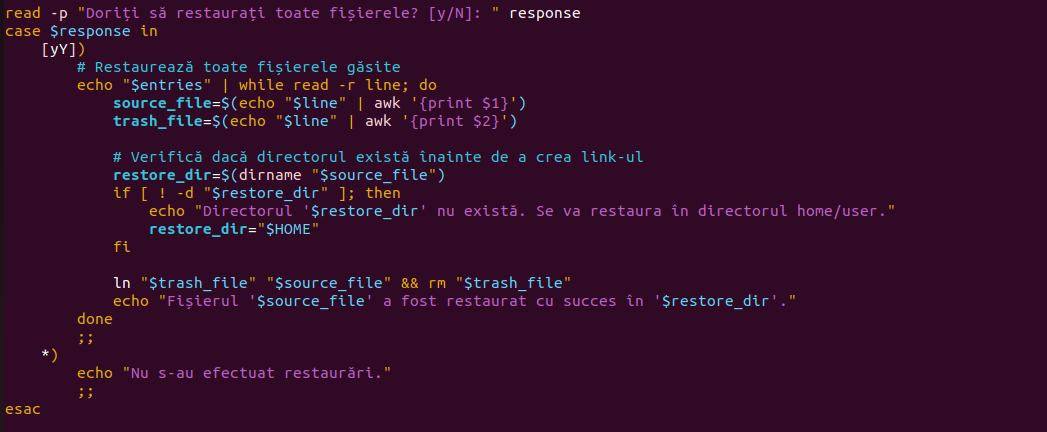 read -p "Doriți să restaurați toate fișierele? [y/N]: " response
case $response in
    [yY])
        # Restaurează toate fișierele găsite
        echo "$entries" | while read -r line; do
            source_file=$(echo "$line" | awk '{print $1}')
            trash_file=$(echo "$line" | awk '{print $2}')

            # Verifică dacă directorul există înainte de a crea link-ul
            restore_dir=$(dirname "$source_file")
            if [ ! -d "$restore_dir" ]; then
                echo "Directorul '$restore_dir' nu există. Se va restaura în directorul home/user."
                restore_dir="$HOME"
            fi

            ln "$trash_file" "$source_file" && rm "$trash_file"
            echo "Fișierul '$source_file' a fost restaurat cu succes în '$restore_dir'."
        done
        ;;
    *)
        echo "Nu s-au efectuat restaurări."
        ;;
esac